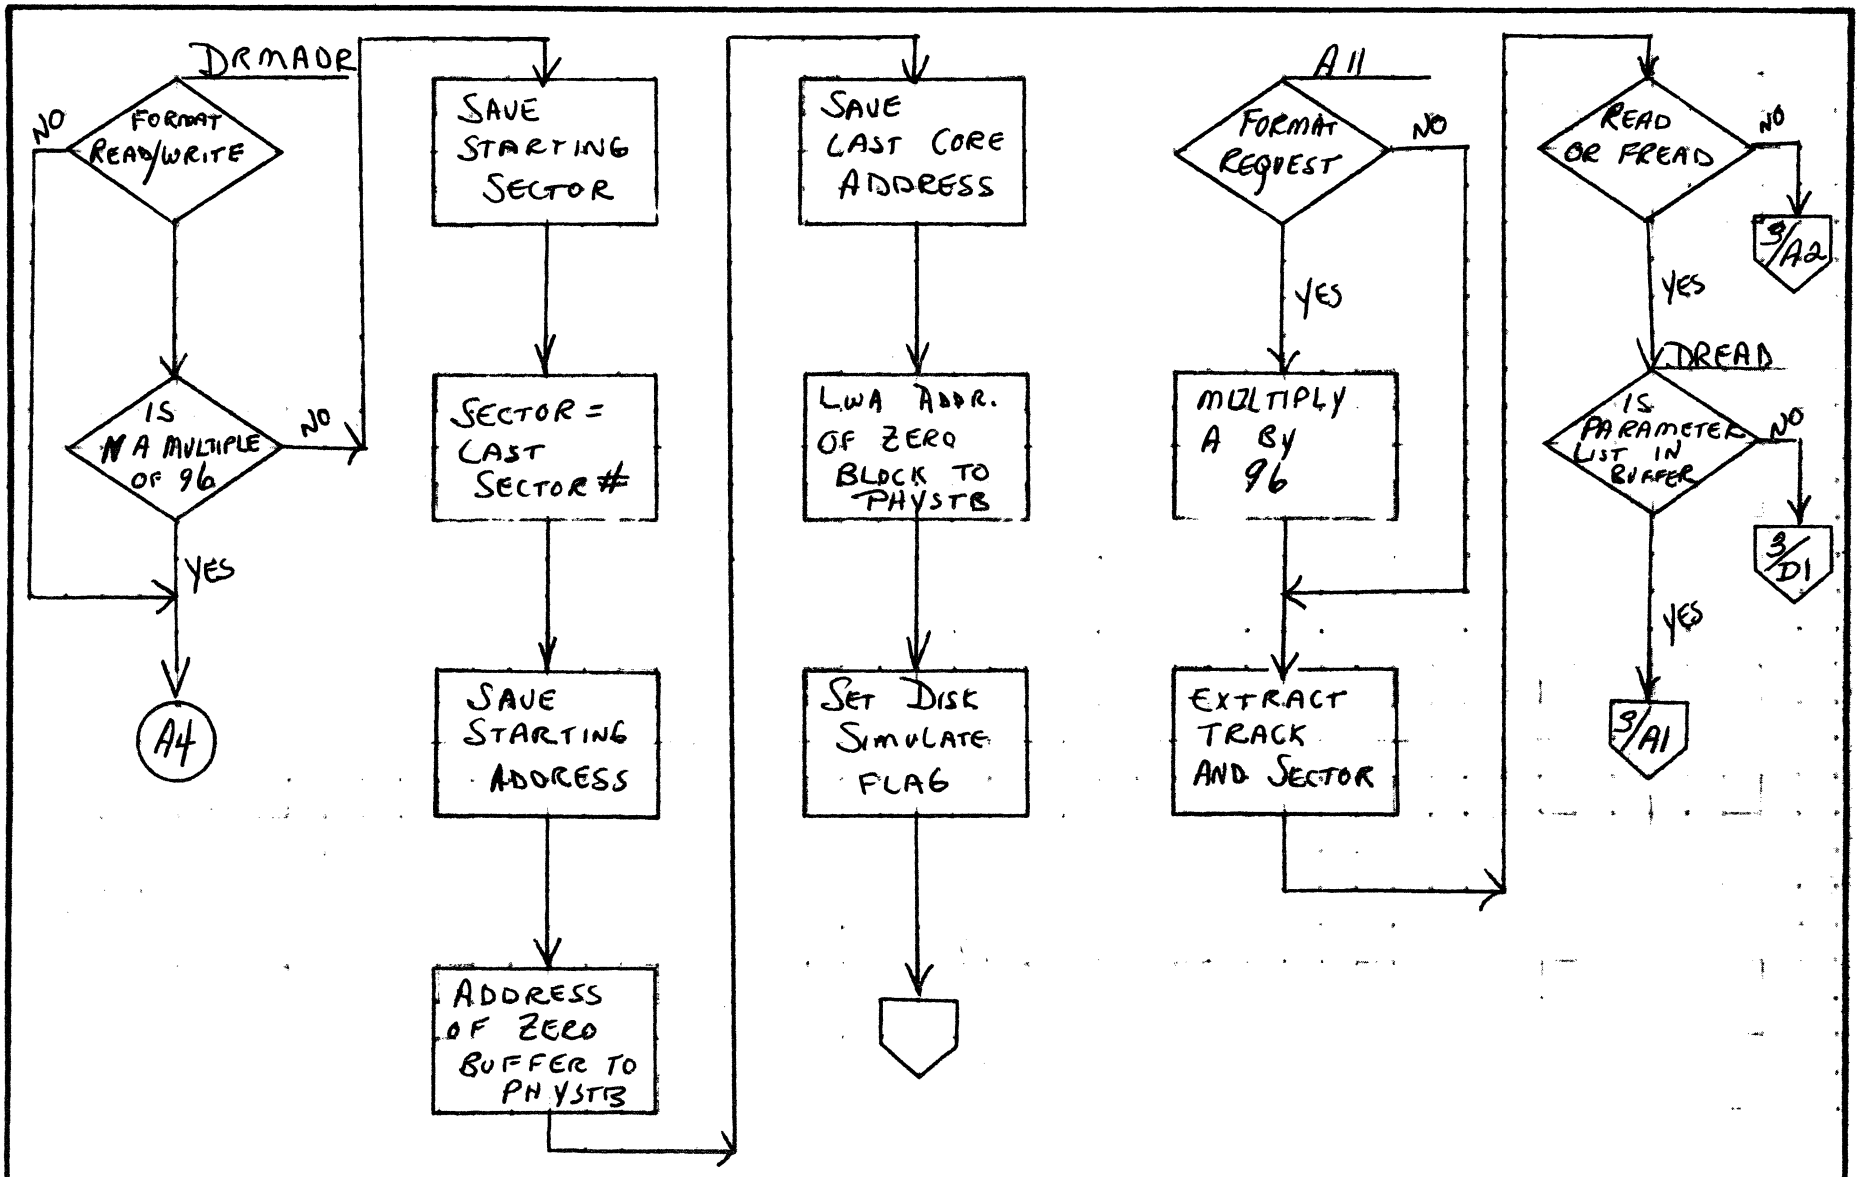 DRMADR
FORMAT
READ/WRITE
NO
IS
N A MULTIPLE
OF 96
NO
YES
A4
SAVE
STARTING
SECTOR
SECTOR =
LAST
SECTOR #
SAVE
STARTING
ADDRESS
ADDRESS
OF ZERO
BUFFER TO
PHYSTB
SAVE
LAST CORE
ADDRESS
LWA ADDR.
OF ZERO
BLOCK TO
PHYSTB
SET DISK
SIMULATE
FLAG
A11
FORMAT
REQUEST
NO
YES
MULTIPLY
A BY
96
EXTRACT
TRACK
AND SECTOR
READ
OR FREAD
NO
3/A2
YES
DREAD
IS
PARAMETER
LIST IN
BUFFER
NO
3/D1
YES
3/A1